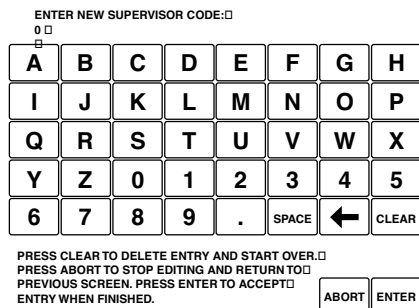 ENTER NEW SUPERVISOR CODE:□
0 □
□
A B C D E F G H
I J K L M N O P
Q R S T U V W X
Y Z 0 1 2 3 4 5
6 7 8 9 . SPACE ← CLEAR
PRESS CLEAR TO DELETE ENTRY AND START OVER.□
PRESS ABORT TO STOP EDITING AND RETURN TO□
PREVIOUS SCREEN. PRESS ENTER TO ACCEPT□
ENTRY WHEN FINISHED.
ABORT ENTER